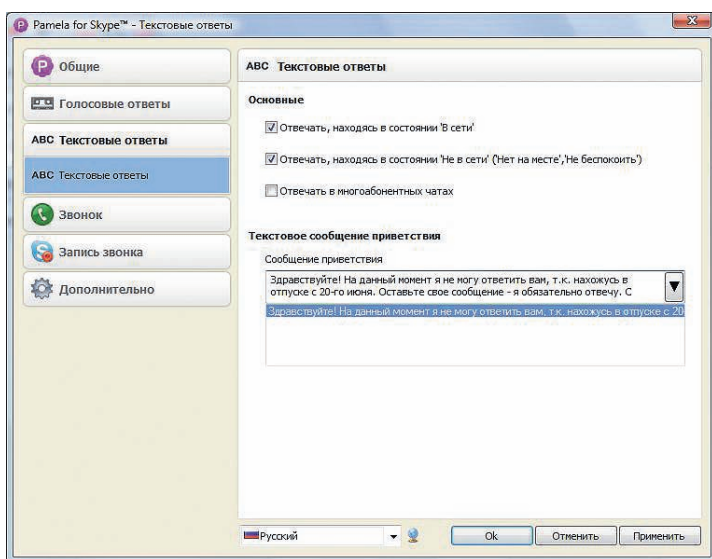 Pamela for Skype™ - Текстовые ответы
Общие
Голосовые ответы
ABC Текстовые ответы
ABC Текстовые ответы
Звонок
Запись звонка
Дополнительно
ABC Текстовые ответы
Основные
Отвечать, находясь в состоянии 'В сети'
Отвечать, находясь в состоянии 'Не в сети' ('Нет на месте','Не беспокоить')
Отвечать в многоабонентных чатах
Текстовое сообщение приветствия
Сообщение приветствия
Здравствуйте! На данный момент я не могу ответить вам, т.к. нахожусь в
отпуске с 20-го июня. Оставьте свое сообщение - я обязательно отвечу. С
Здравствуйте! На данный момент я не могу ответить вам, т.к. нахожусь в отпуске с 20
Русский
Ok
Отменить
Применить